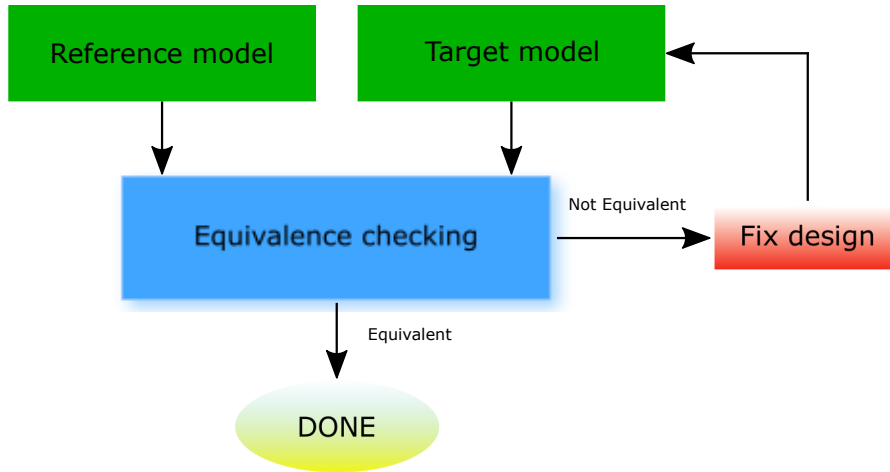 Reference model
Target model
Equivalence checking
Not Equivalent
Fix design
Equivalent
DONE